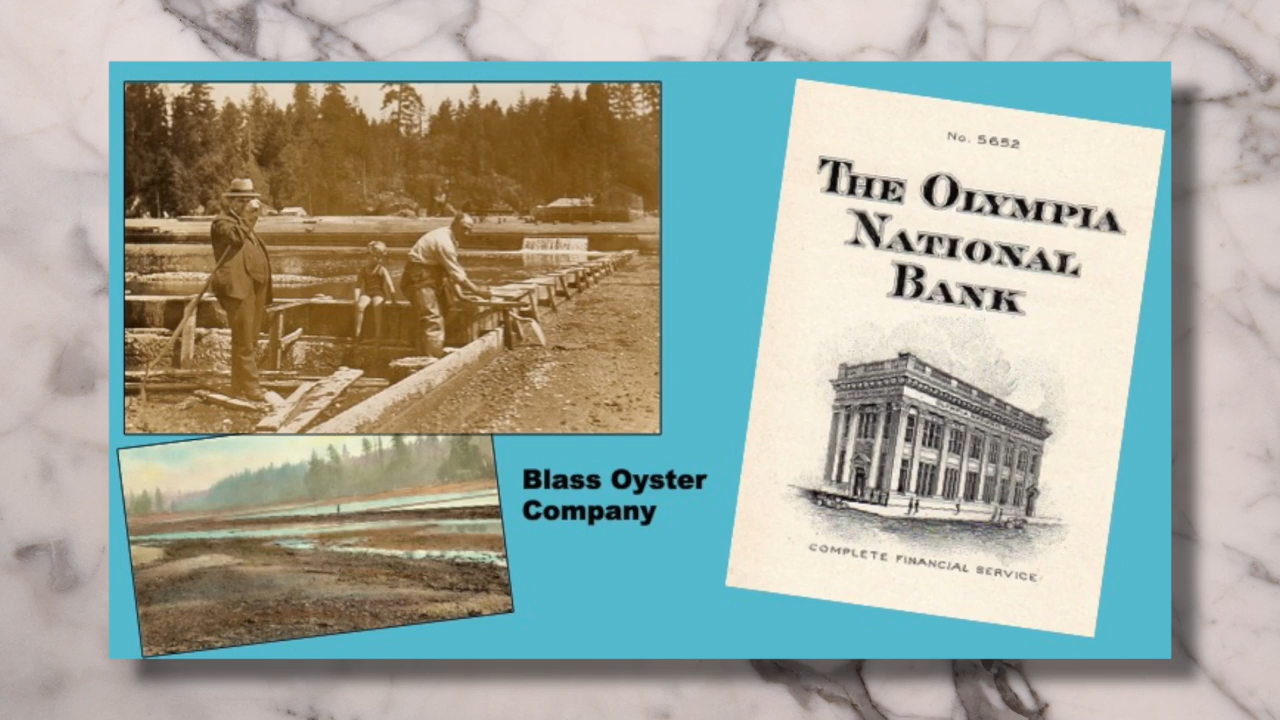 Blass Oyster
Company
No. 5652
THE OLYMPIA
NATIONAL
BANK
COMPLETE FINANCIAL SERVICE